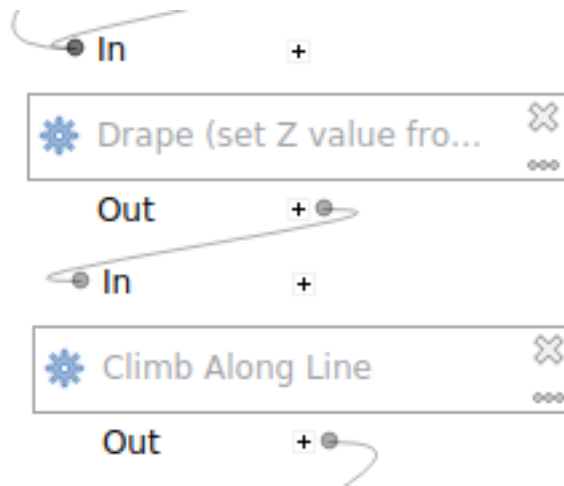 In +
Drape (set Z value fro...
Out +
In +
Climb Along Line
Out +